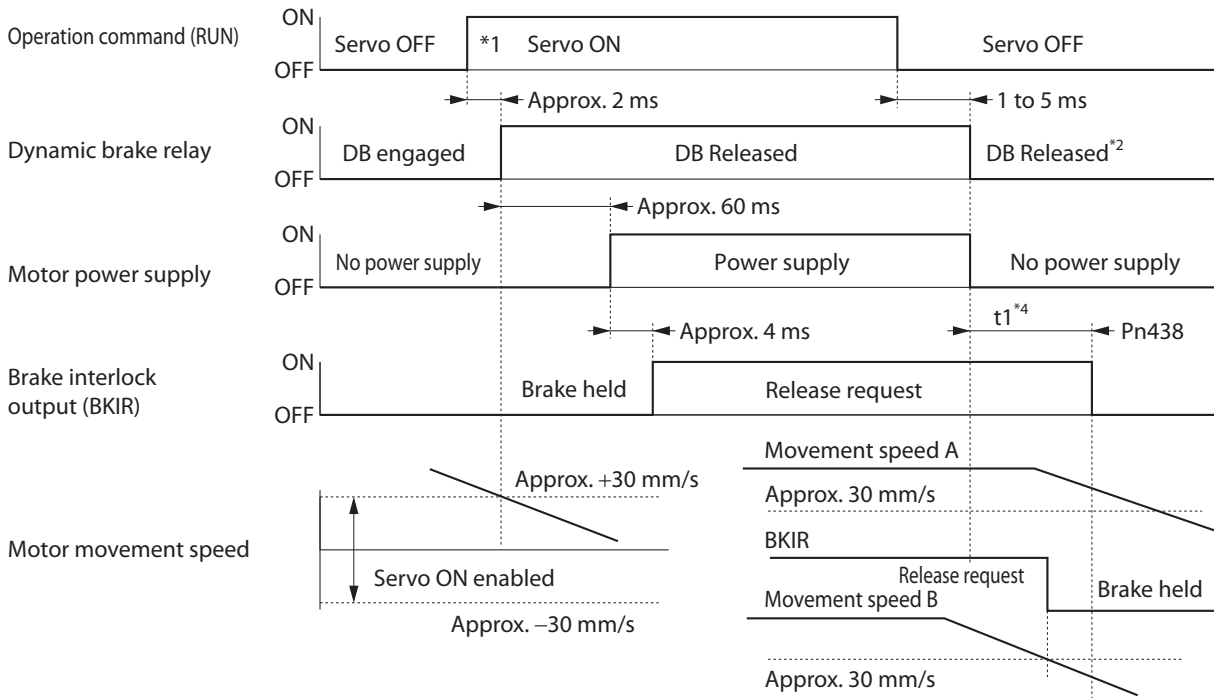 Operation command (RUN)
ON
OFF
Servo OFF
*1 Servo ON
Servo OFF
Approx. 2 ms
1 to 5 ms
Dynamic brake relay
ON
OFF
DB engaged
DB Released
DB Released*2
Approx. 60 ms
Motor power supply
ON
OFF
No power supply
Power supply
No power supply
Approx. 4 ms
t1*4
Pn438
Brake interlock
output (BKIR)
ON
OFF
Brake held
Release request
Motor movement speed
Approx. +30 mm/s
Servo ON enabled
Approx. −30 mm/s
Movement speed A
Approx. 30 mm/s
BKIR
Release request
Brake held
Movement speed B
Approx. 30 mm/s